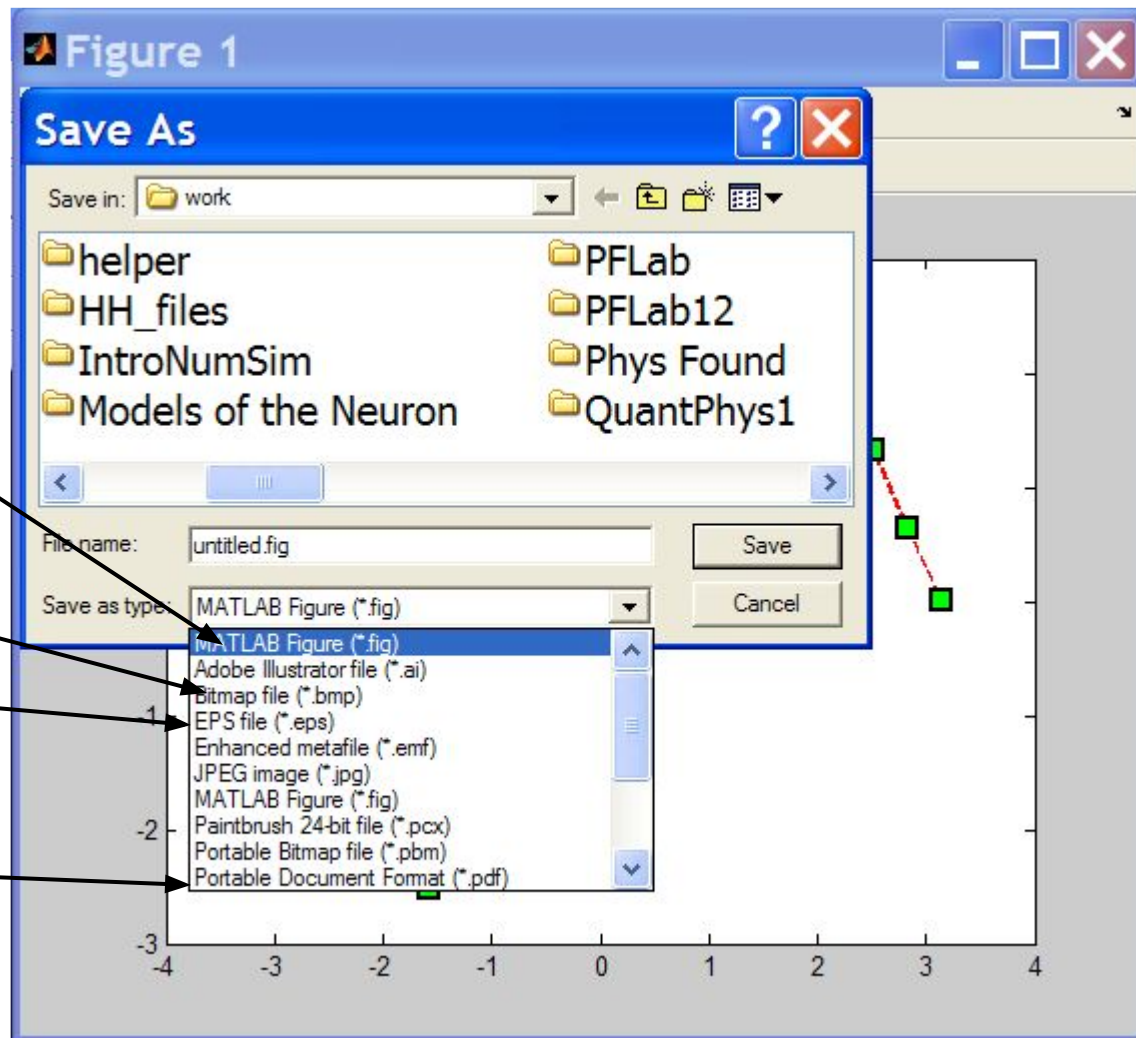 Figure 1
Save As
Save in: work
helper
HH_files
IntroNumSim
Models of the Neuron
PFLab
PFLab12
Phys Found
QuantPhys1
File name: untitled.fig Save
Save as type: MATLAB Figure (*.fig) Cancel
MATLAB Figure (*.fig)
Adobe Illustrator file (*.ai)
Bitmap file (*.bmp)
EPS file (*.eps)
Enhanced metafile (*.emf)
JPEG image (*.jpg)
MATLAB Figure (*.fig)
Paintbrush 24-bit file (*.pcx)
Portable Bitmap file (*.pbm)
Portable Document Format (*.pdf)
-1
-2
-3
-4 -3 -2 -1 0 1 2 3 4